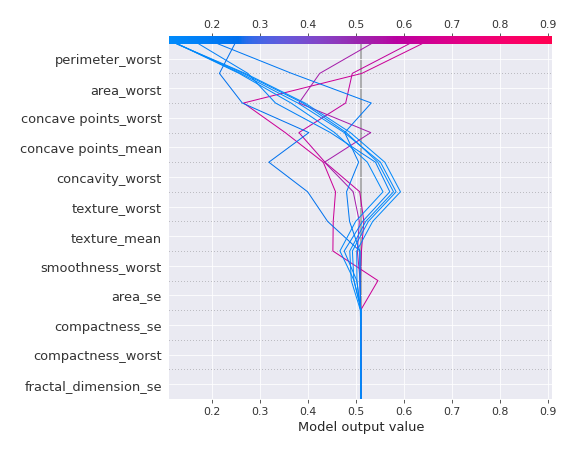 0.2 0.3 0.4 0.5 0.6 0.7 0.8 0.9
perimeter_worst
area_worst
concave points_worst
concave points_mean
concavity_worst
texture_worst
texture_mean
smoothness_worst
area_se
compactness_se
compactness_worst
fractal_dimension_se
0.2 0.3 0.4 0.5 0.6 0.7 0.8 0.9
Model output value